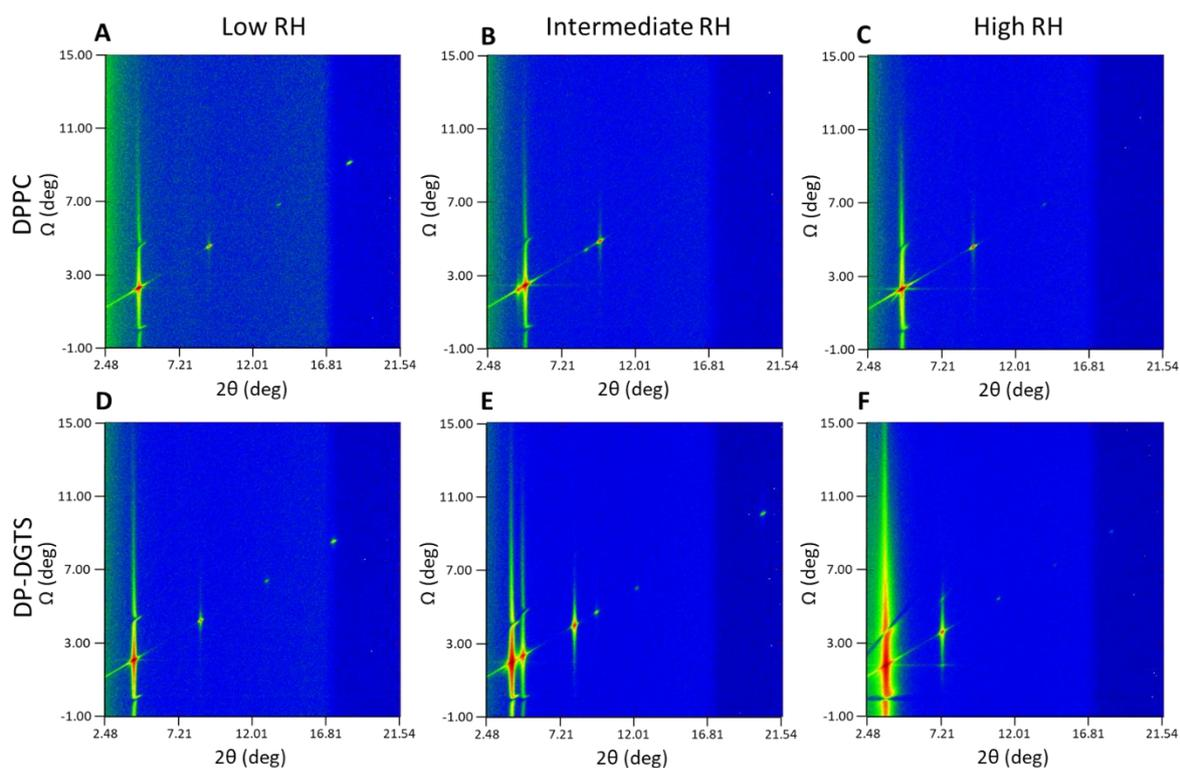 Low RH
Intermediate RH
High RH
A
B
C
DPPC
Ω (deg)
15.00
11.00
7.00
3.00
-1.00
2.48 7.21 12.01 16.81 21.54
2θ (deg)
Ω (deg)
15.00
11.00
7.00
3.00
-1.00
2.48 7.21 12.01 16.81 21.54
2θ (deg)
Ω (deg)
15.00
11.00
7.00
3.00
-1.00
2.48 7.21 12.01 16.81 21.54
2θ (deg)
D
E
F
DP-DGTS
Ω (deg)
15.00
11.00
7.00
3.00
-1.00
2.48 7.21 12.01 16.81 21.54
2θ (deg)
Ω (deg)
15.00
11.00
7.00
3.00
-1.00
2.48 7.21 12.01 16.81 21.54
2θ (deg)
Ω (deg)
15.00
11.00
7.00
3.00
-1.00
2.48 7.21 12.01 16.81 21.54
2θ (deg)